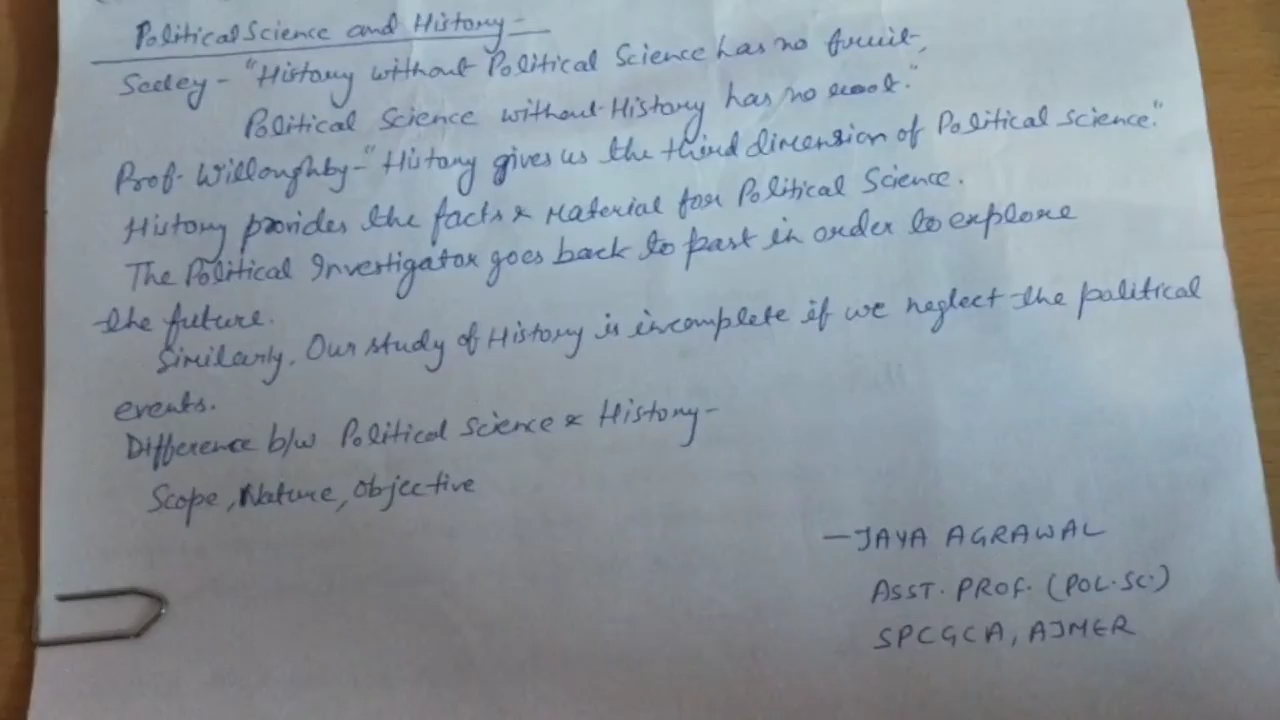 Political Science and History-
Seeley - "History without Political Science has no fruit,
Political Science without History has no root."
Prof. Willoughby - "History gives us the third dimension of Political Science."
History provides the facts & Material for Political Science.
The Political Investigator goes back to past in order to explore
the future.
Similarly, Our study of History is incomplete if we neglect the political
events.
Difference b/w Political Science & History-
Scope, Nature, Objective
- JAYA AGRAWAL
ASST. PROF. (POL.SC.)
SPCGCA, AJMER